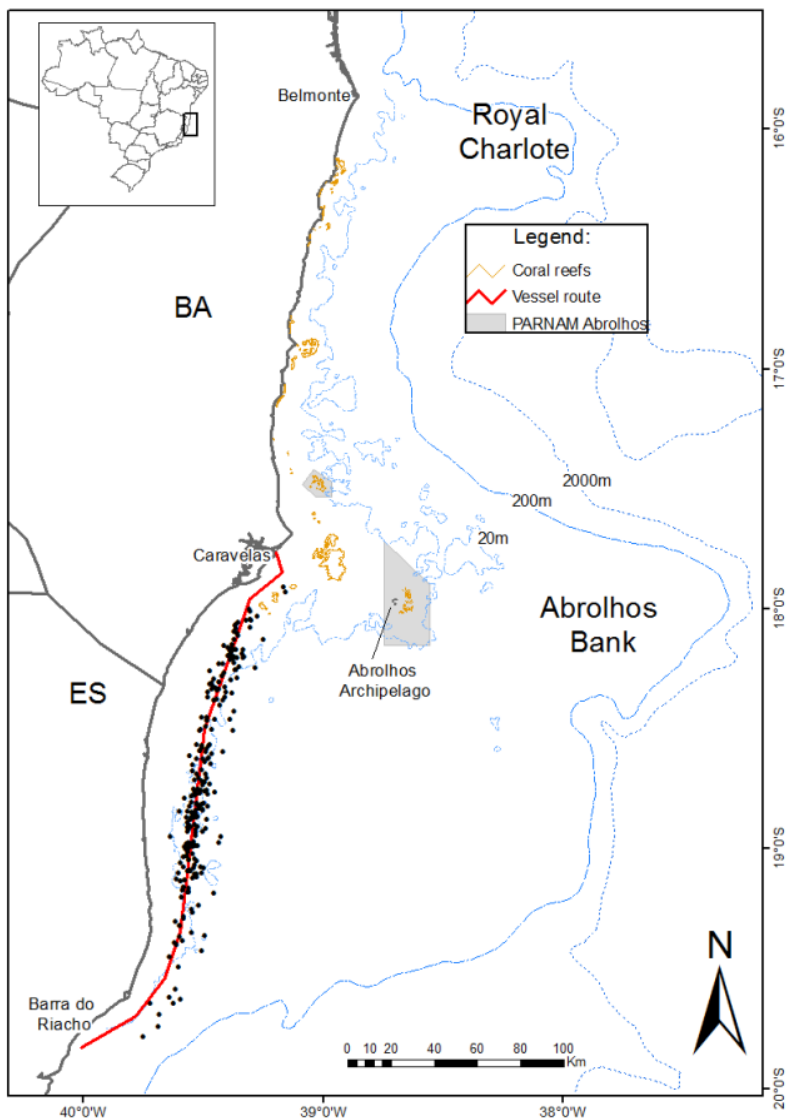 Belmonte
Royal
Charlote
16°0'S
Legend:
Coral reefs
Vessel route
PARNAM Abrolhos
BA
17°0'S
2000m
200m
20m
Caravelas
18°0'S
Abrolhos
Bank
Abrolhos
Archipelago
ES
19°0'S
N
Barra do
Riacho
0 10 20 40 60 80 100
Km
20°0'S
40°0'W 39°0'W 38°0'W